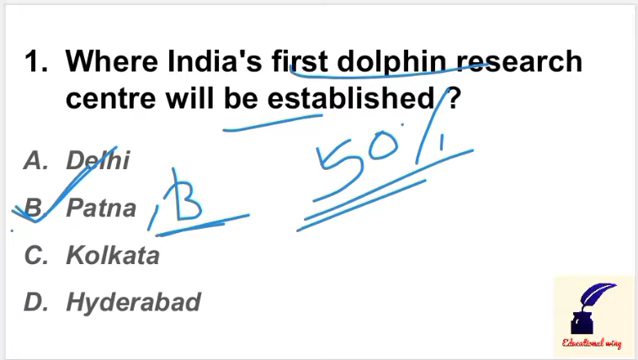 1. Where India's first dolphin research
centre will be established ?
50%
A. Delhi
B. Patna , B
C. Kolkata
D. Hyderabad
Educational wing